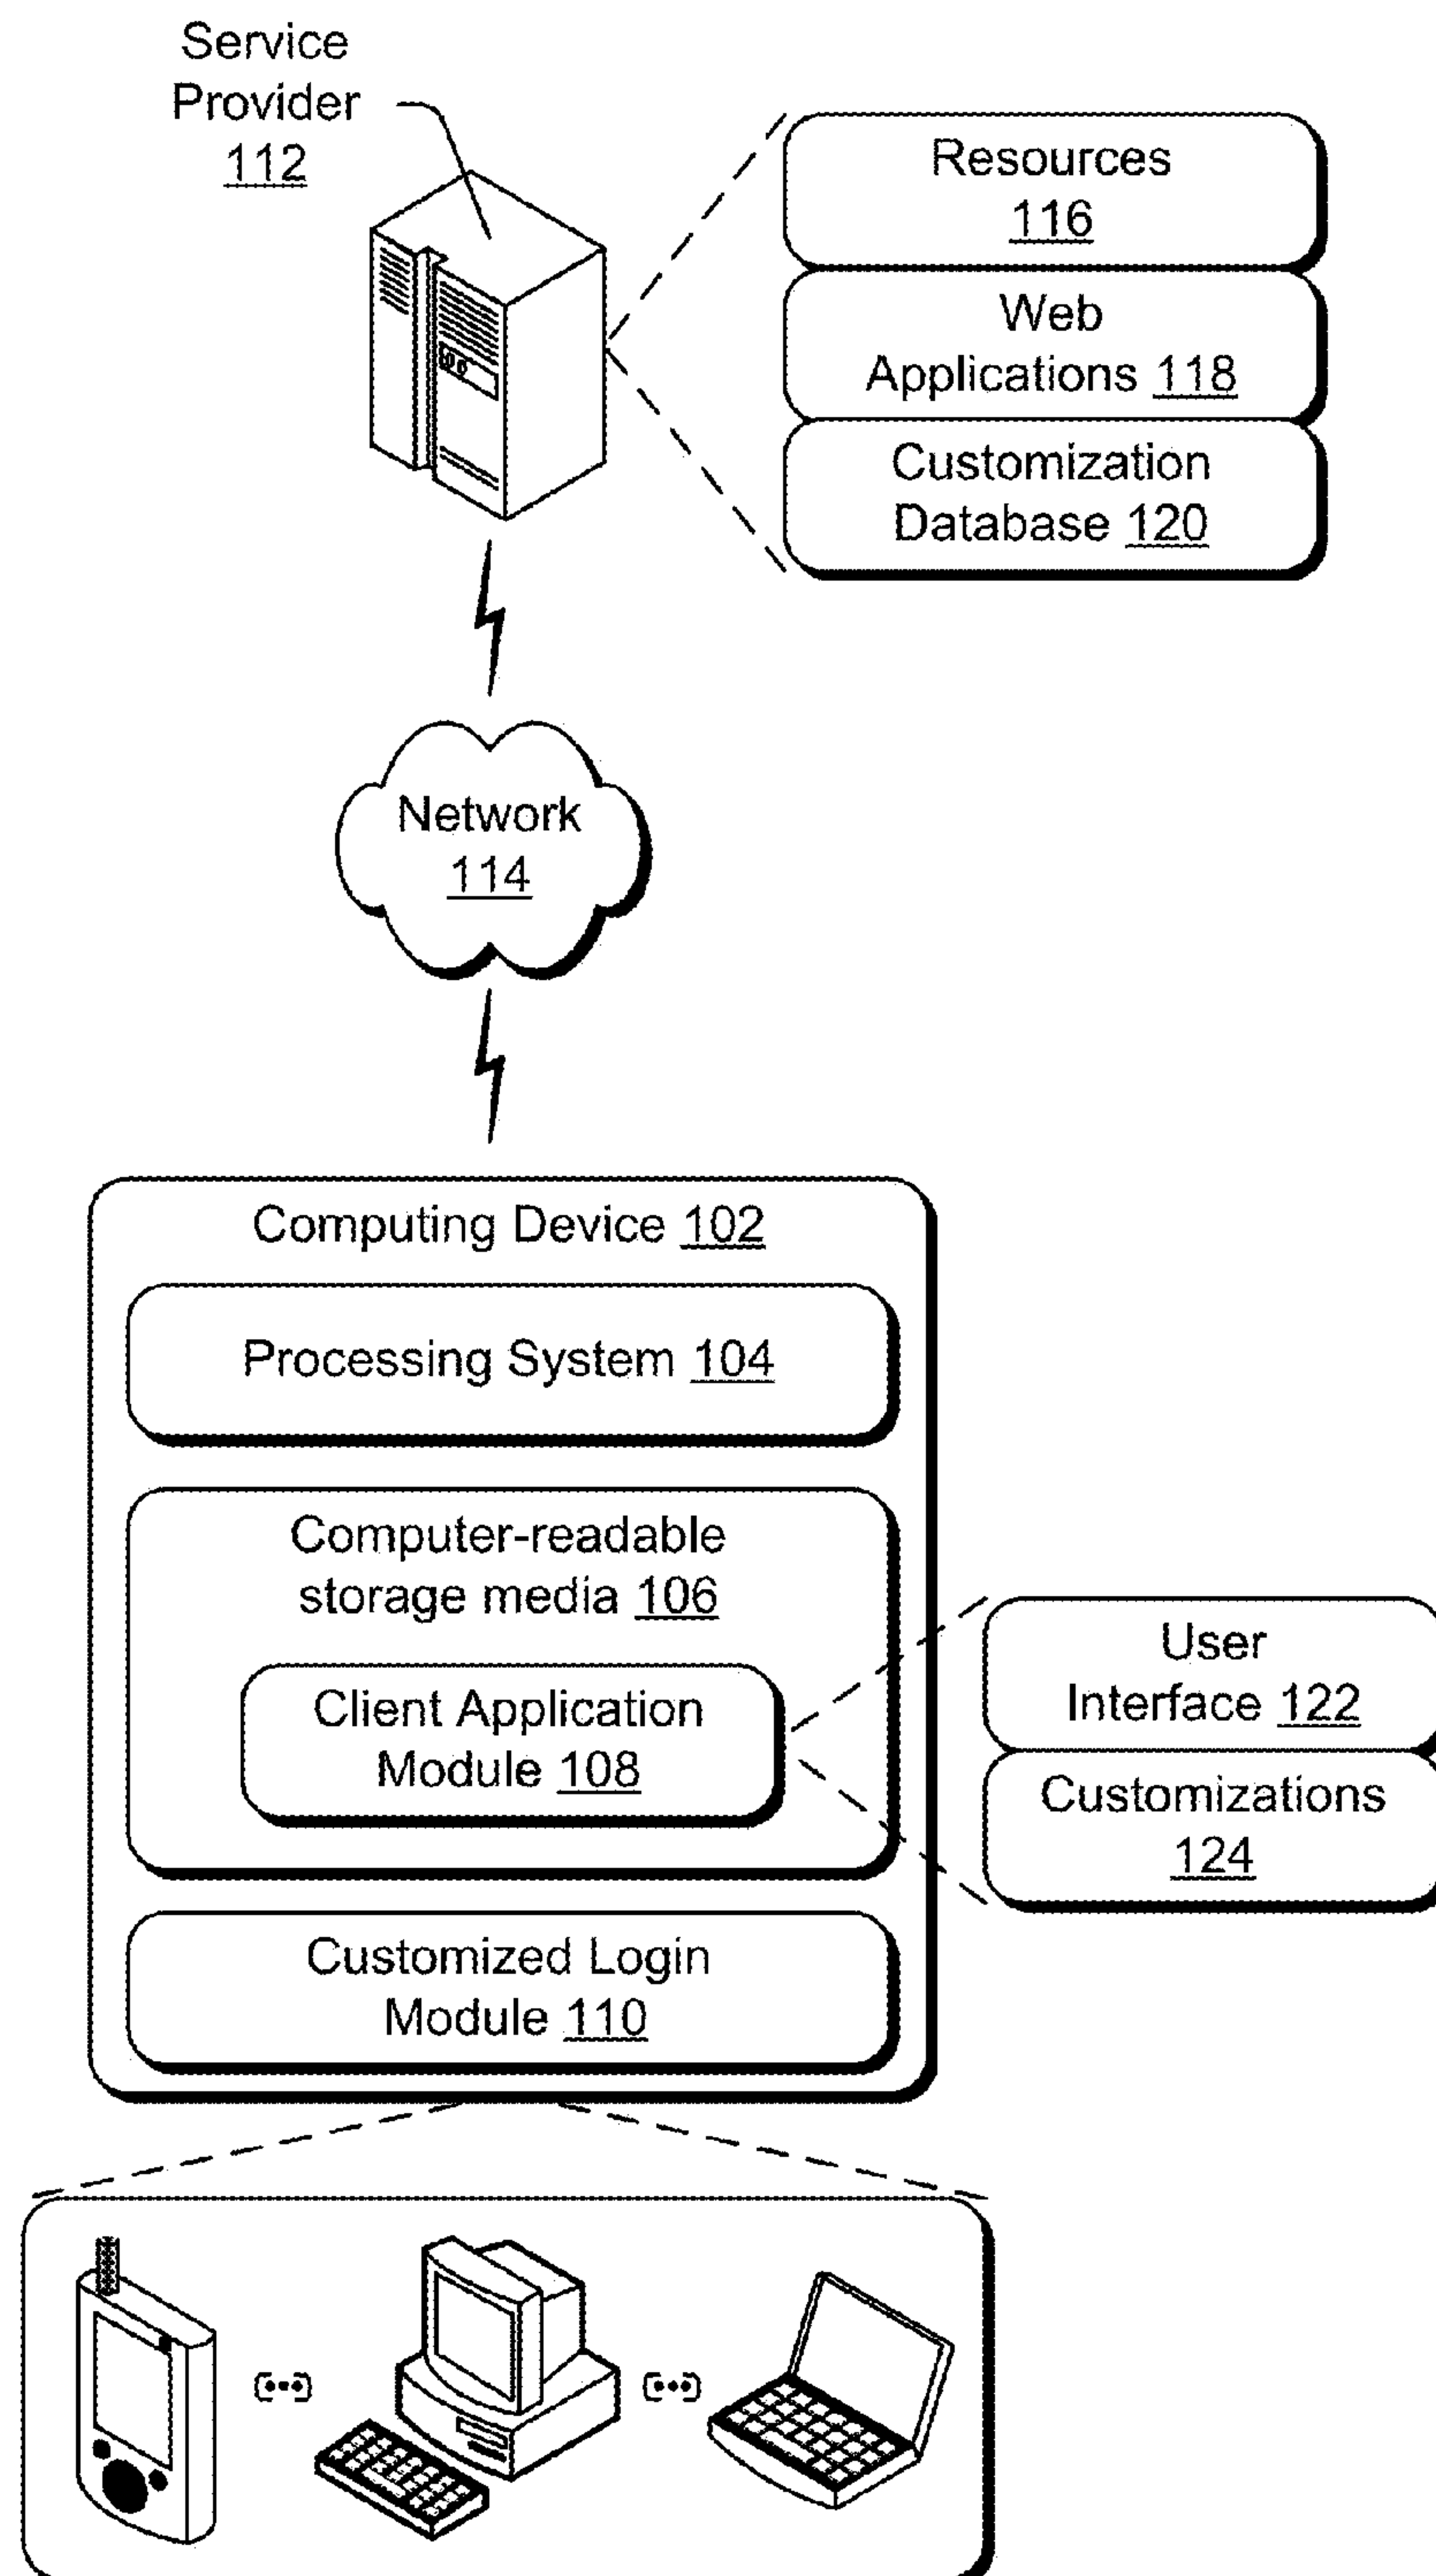 Service
Provider
112
Resources
116
Web
Applications 118
Customization
Database 120
Network
114
Computing Device 102
Processing System 104
Computer-readable
storage media 106
Client Application
Module 108
User
Interface 122
Customizations
124
Customized Login
Module 110